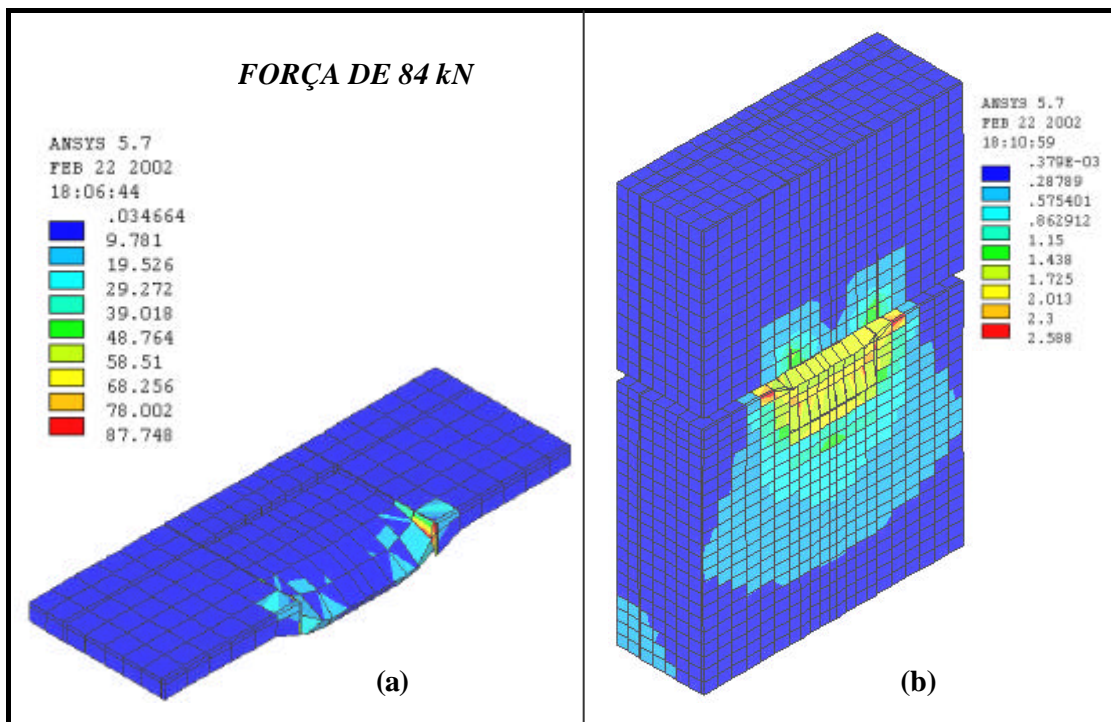 FORÇA DE 84 kN
ANSYS 5.7
FEB 22 2002
18:06:44
.034664
9.781
19.526
29.272
39.018
48.764
58.51
68.256
78.002
87.748
(a)
ANSYS 5.7
FEB 22 2002
18:10:59
.379E-03
.28789
.575401
.862912
1.15
1.438
1.725
2.013
2.3
2.588
(b)